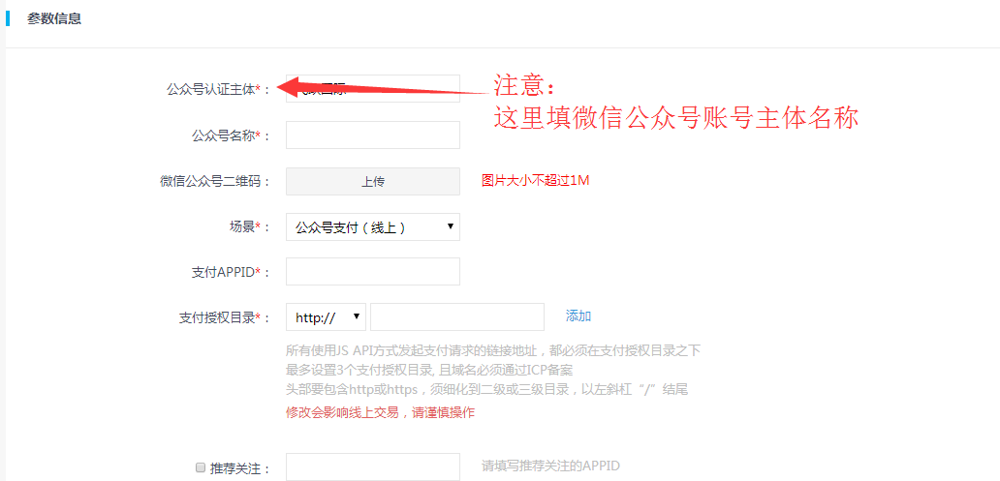 参数信息
公众号认证主体*：
注意：
这里填微信公众号账号主体名称
公众号名称*：
微信公众号二维码： 上传 图片大小不超过1M
场景*： 公众号支付（线上）
支付APPID*：
支付授权目录*： http:// 添加
所有使用JS API方式发起支付请求的链接地址，都必须在支付授权目录之下
最多设置3个支付授权目录, 且域名必须通过ICP备案
头部要包含http或https，须细化到二级或三级目录，以左斜杠“/”结尾
修改会影响线上交易，请谨慎操作
推荐关注： 请填写推荐关注的APPID